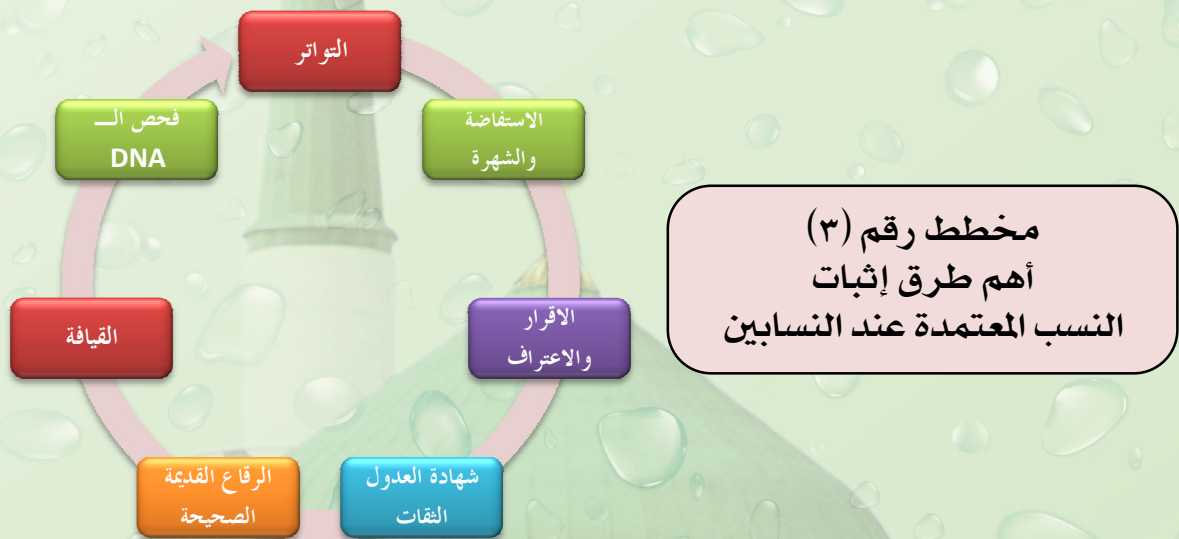 التواتر
الاستفاضة
والشهرة
الاقرار
والاعتراف
شهادة العدول
الثقات
الرقاع القديمة
الصحيحة
القيافة
فحص الـــ
DNA
مخطط رقم (٣)
أهم طرق إثبات
النسب المعتمدة عند النسابين